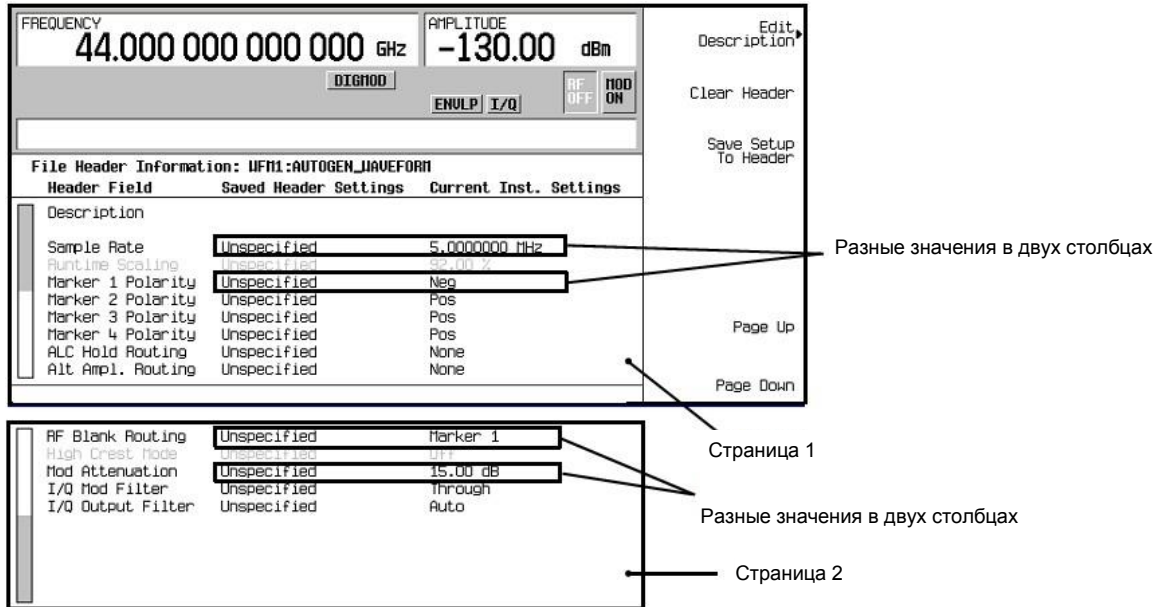 FREQUENCY
44.000 000 000 000 GHz
AMPLITUDE
-130.00 dBm
DIGMOD
ENVLP I/Q
RF OFF
MOD ON
File Header Information: WFM1:AUTOGEN_WAVEFORM
Header Field Saved Header Settings Current Inst. Settings
Description
Sample Rate Unspecified 5.0000000 MHz
Runtime Scaling Unspecified 92.00 %
Marker 1 Polarity Unspecified Neg
Marker 2 Polarity Unspecified Pos
Marker 3 Polarity Unspecified Pos
Marker 4 Polarity Unspecified Pos
ALC Hold Routing Unspecified None
Alt Ampl. Routing Unspecified None
Edit
Description
Clear Header
Save Setup
To Header
Page Up
Page Down
Разные значения в двух столбцах
Страница 1
RF Blank Routing Unspecified Marker 1
High Crest Mode Unspecified Off
Mod Attenuation Unspecified 15.00 dB
I/Q Mod Filter Unspecified Through
I/Q Output Filter Unspecified Auto
Разные значения в двух столбцах
Страница 2